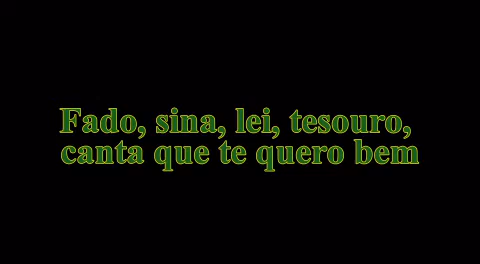 Fado, sina, lei, tesouro,
canta que te quero bem